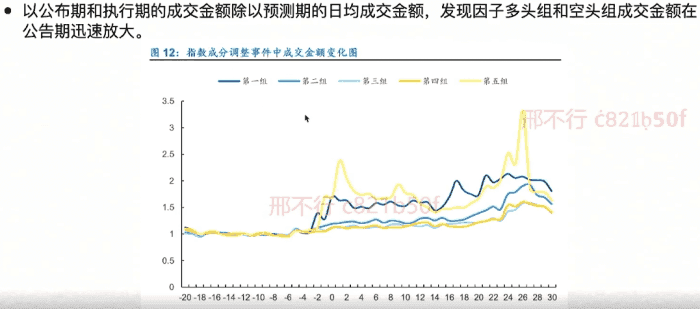 • 以公布期和执行期的成交金额除以预测期的日均成交金额，发现因子多头组和空头组成交金额在
公告期迅速放大。
图 12：指数成分调整事件中成交金额变化图
第一组 第二组 第三组 第四组 第五组
3.5
3
2.5
2
1.5
1
0.5
0
-20 -18 -16 -14 -12 -10 -8 -6 -4 -2 0 2 4 6 8 10 12 14 16 18 20 22 24 26 28 30
邢不行 c821b50f
邢不行 c821b50f